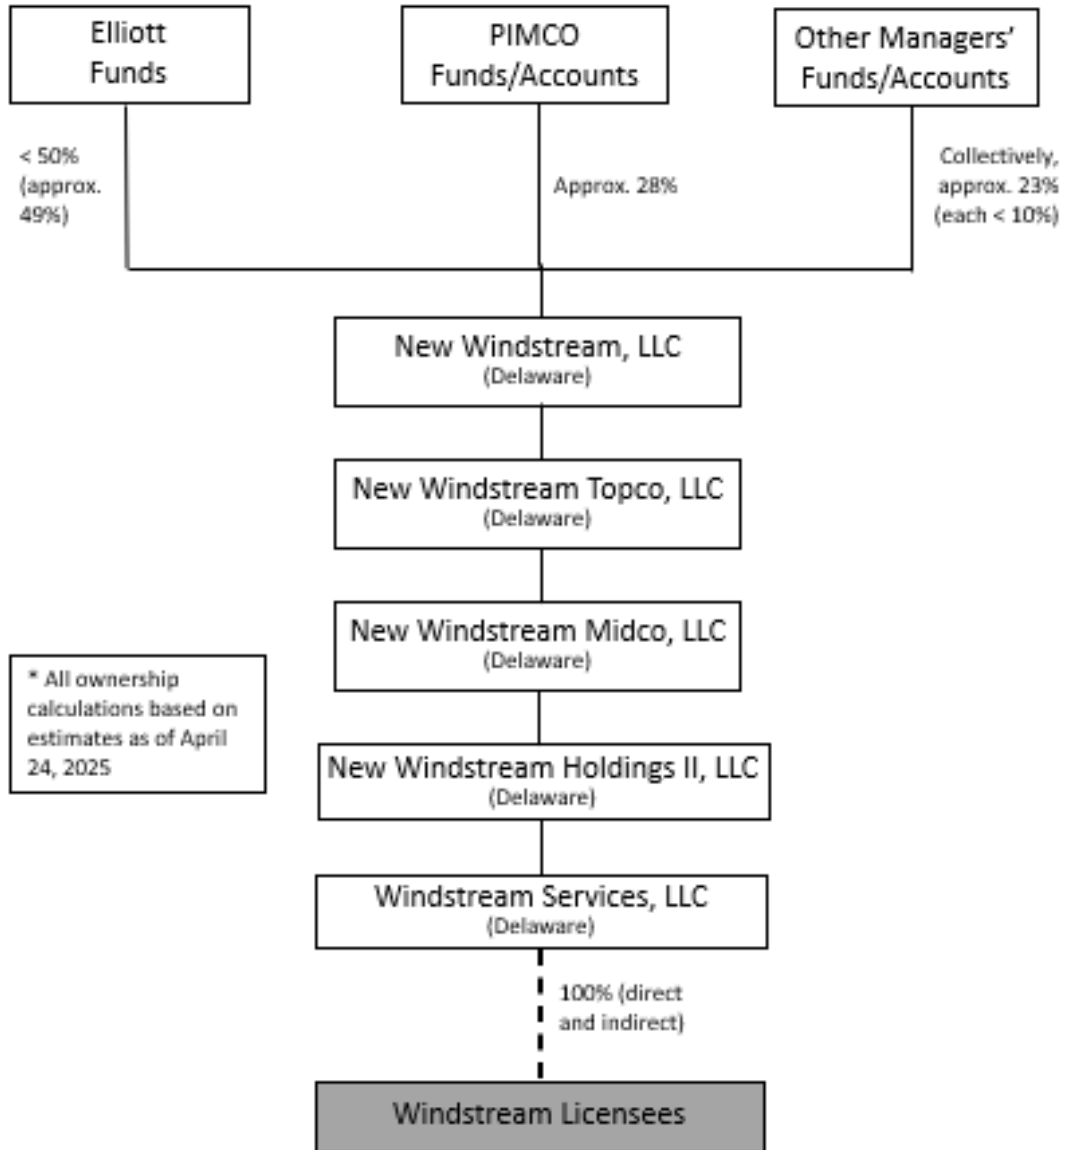 Elliott
Funds
PIMCO
Funds/Accounts
Other Managers’
Funds/Accounts
< 50%
(approx.
49%)
Approx. 28%
Collectively,
approx. 23%
(each < 10%)
New Windstream, LLC
(Delaware)
New Windstream Topco, LLC
(Delaware)
New Windstream Midco, LLC
(Delaware)
* All ownership
calculations based on
estimates as of April
24, 2025
New Windstream Holdings II, LLC
(Delaware)
Windstream Services, LLC
(Delaware)
100% (direct
and indirect)
Windstream Licensees